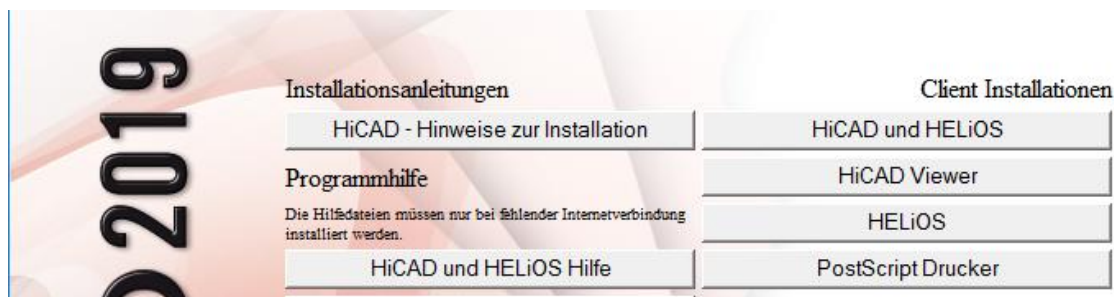 2019
Installationsanleitungen
HiCAD - Hinweise zur Installation
Programmhilfe
Die Hilfedateien müssen nur bei fehlender Internetverbindung
installiert werden.
HiCAD und HELiOS Hilfe
Client Installationen
HiCAD und HELiOS
HiCAD Viewer
HELiOS
PostScript Drucker